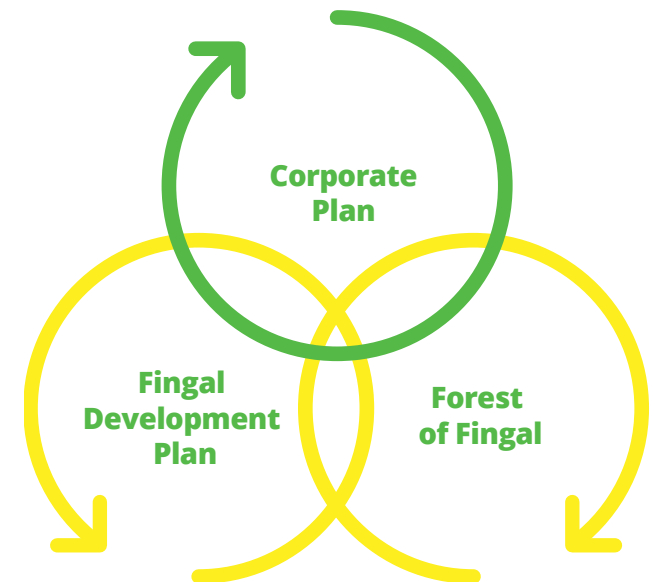 Corporate
Plan
Fingal
Development
Plan
Forest
of Fingal